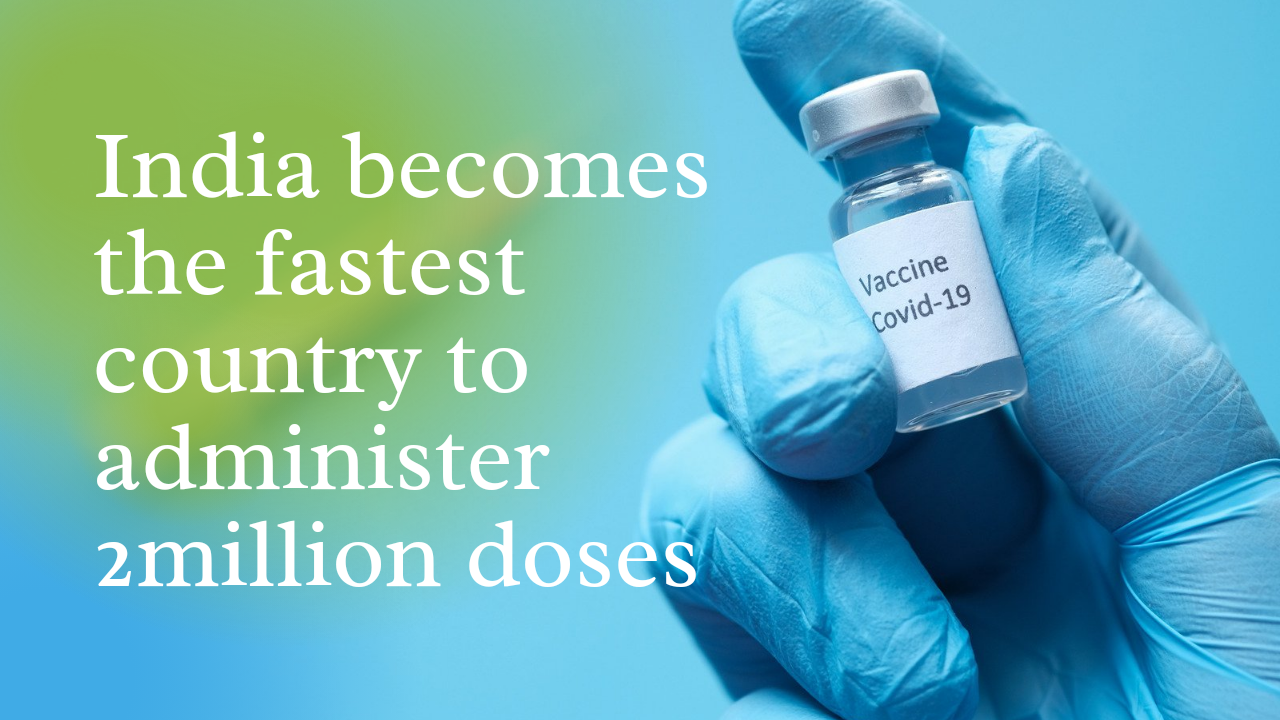 India becomes
the fastest
country to
administer
2million doses
Vaccine
Covid-19